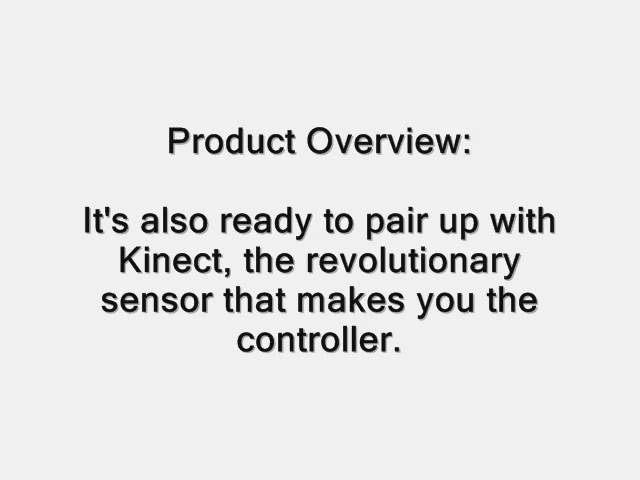 Product Overview:
It's also ready to pair up with
Kinect, the revolutionary
sensor that makes you the
controller.